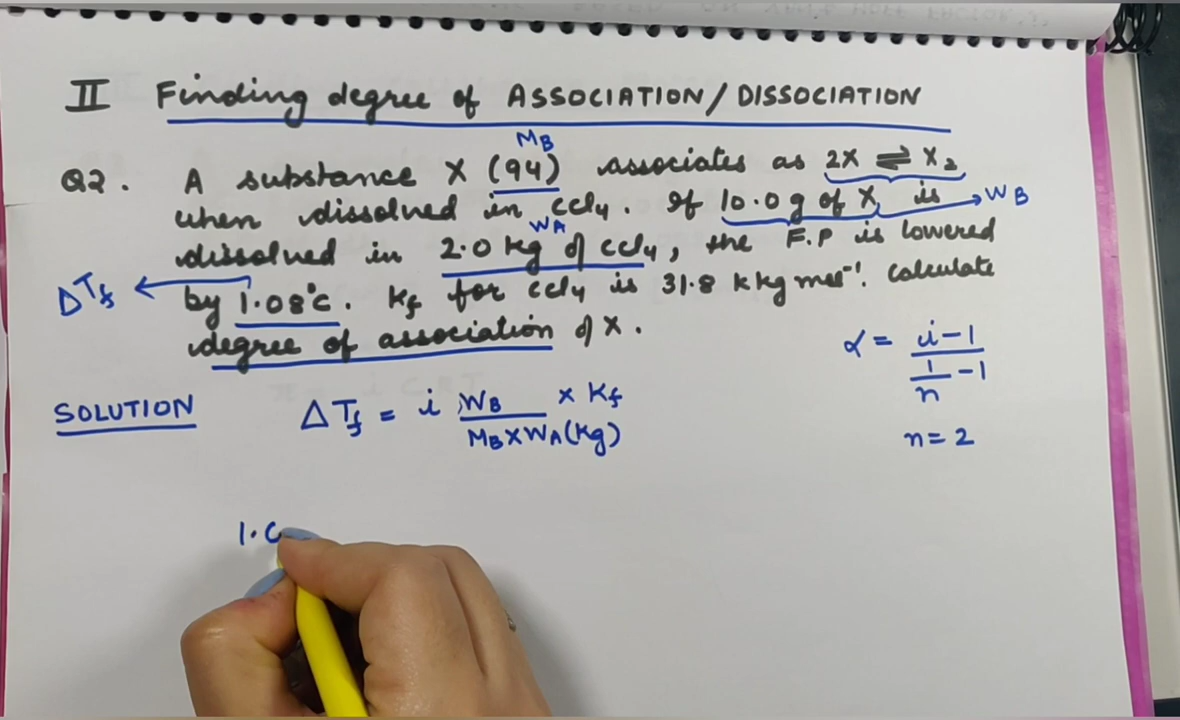 II Finding degree of ASSOCIATION/DISSOCIATION
MB
Q2. A substance X (94) associates as 2X ⇌ X2
when dissolved in ccl4. If 10.0 g of X is → WB
WA
dissolved in 2.0 kg of ccl4, the F.P is lowered
ΔTf ← by 1.08°c. Kf for ccl4 is 31.8 k kg mol⁻¹. Calculate
degree of association of X.
α = i-1 / (1/n - 1)
SOLUTION ΔTf = i WB / MB×WA(kg) × Kf
n = 2